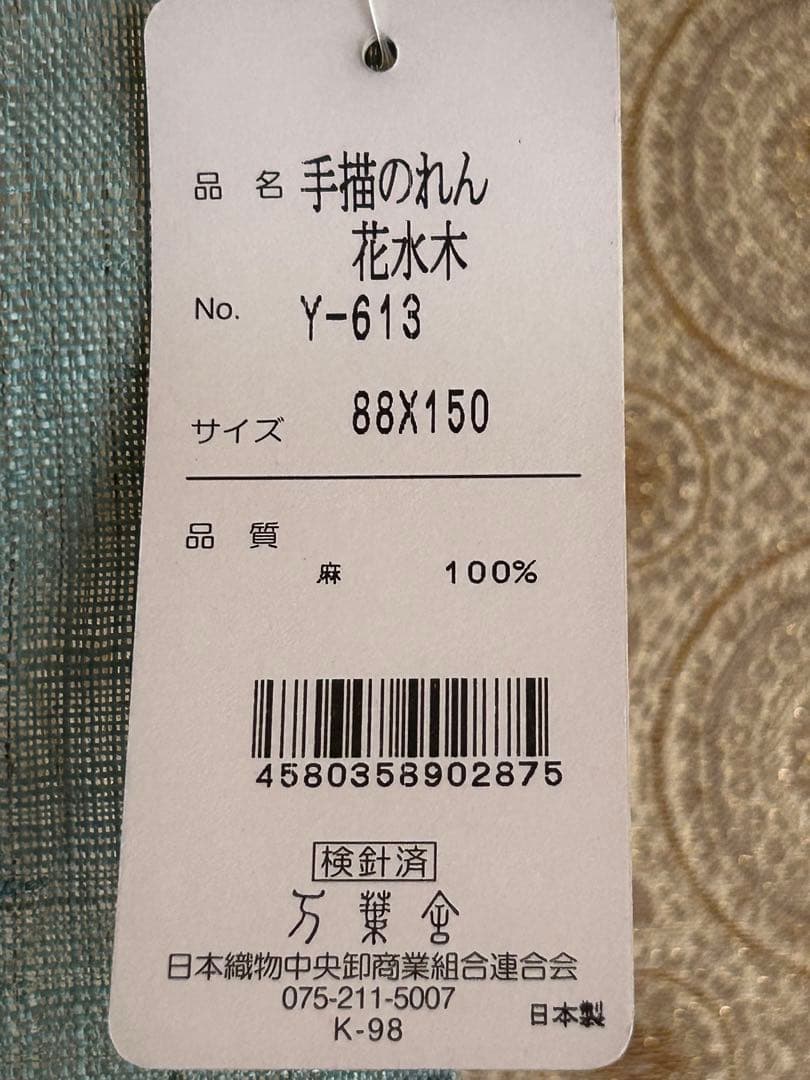 品 名 手描のれん
花水木
No. Y-613
サイズ 88X150
品 質
麻 100%
4580358902875
検針済
万葉舎
日本織物中央卸商業組合連合会
075-211-5007
K-98
日本製